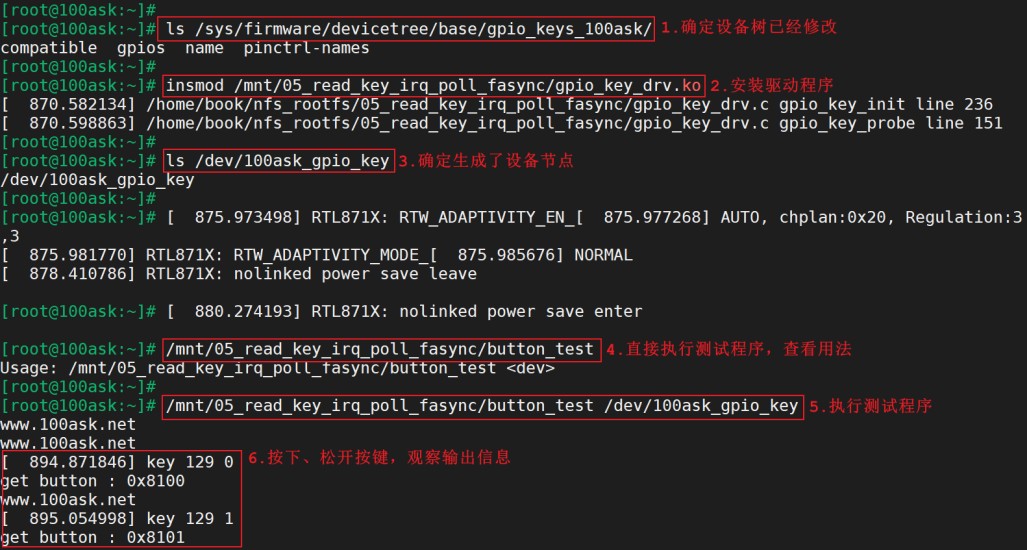 [root@100ask:~]#
[root@100ask:~]# ls /sys/firmware/devicetree/base/gpio_keys_100ask/ 1.确定设备树已经修改
compatible  gpios  name  pinctrl-names
[root@100ask:~]#
[root@100ask:~]# insmod /mnt/05_read_key_irq_poll_fasync/gpio_key_drv.ko 2.安装驱动程序
[  870.582134] /home/book/nfs_rootfs/05_read_key_irq_poll_fasync/gpio_key_drv.c gpio_key_init line 236
[  870.598863] /home/book/nfs_rootfs/05_read_key_irq_poll_fasync/gpio_key_drv.c gpio_key_probe line 151
[root@100ask:~]#
[root@100ask:~]# ls /dev/100ask_gpio_key 3.确定生成了设备节点
/dev/100ask_gpio_key
[root@100ask:~]#
[root@100ask:~]# [  875.973498] RTL871X: RTW_ADAPTIVITY_EN_[  875.977268] AUTO, chplan:0x20, Regulation:3
,3
[  875.981770] RTL871X: RTW_ADAPTIVITY_MODE_[  875.985676] NORMAL
[  878.410786] RTL871X: nolinked power save leave
[root@100ask:~]# [  880.274193] RTL871X: nolinked power save enter
[root@100ask:~]# /mnt/05_read_key_irq_poll_fasync/button_test 4.直接执行测试程序，查看用法
Usage: /mnt/05_read_key_irq_poll_fasync/button_test <dev>
[root@100ask:~]#
[root@100ask:~]# /mnt/05_read_key_irq_poll_fasync/button_test /dev/100ask_gpio_key 5.执行测试程序
www.100ask.net
www.100ask.net
[  894.871846] key 129 0 6.按下、松开按键，观察输出信息
get button : 0x8100
www.100ask.net
[  895.054998] key 129 1
get button : 0x8101